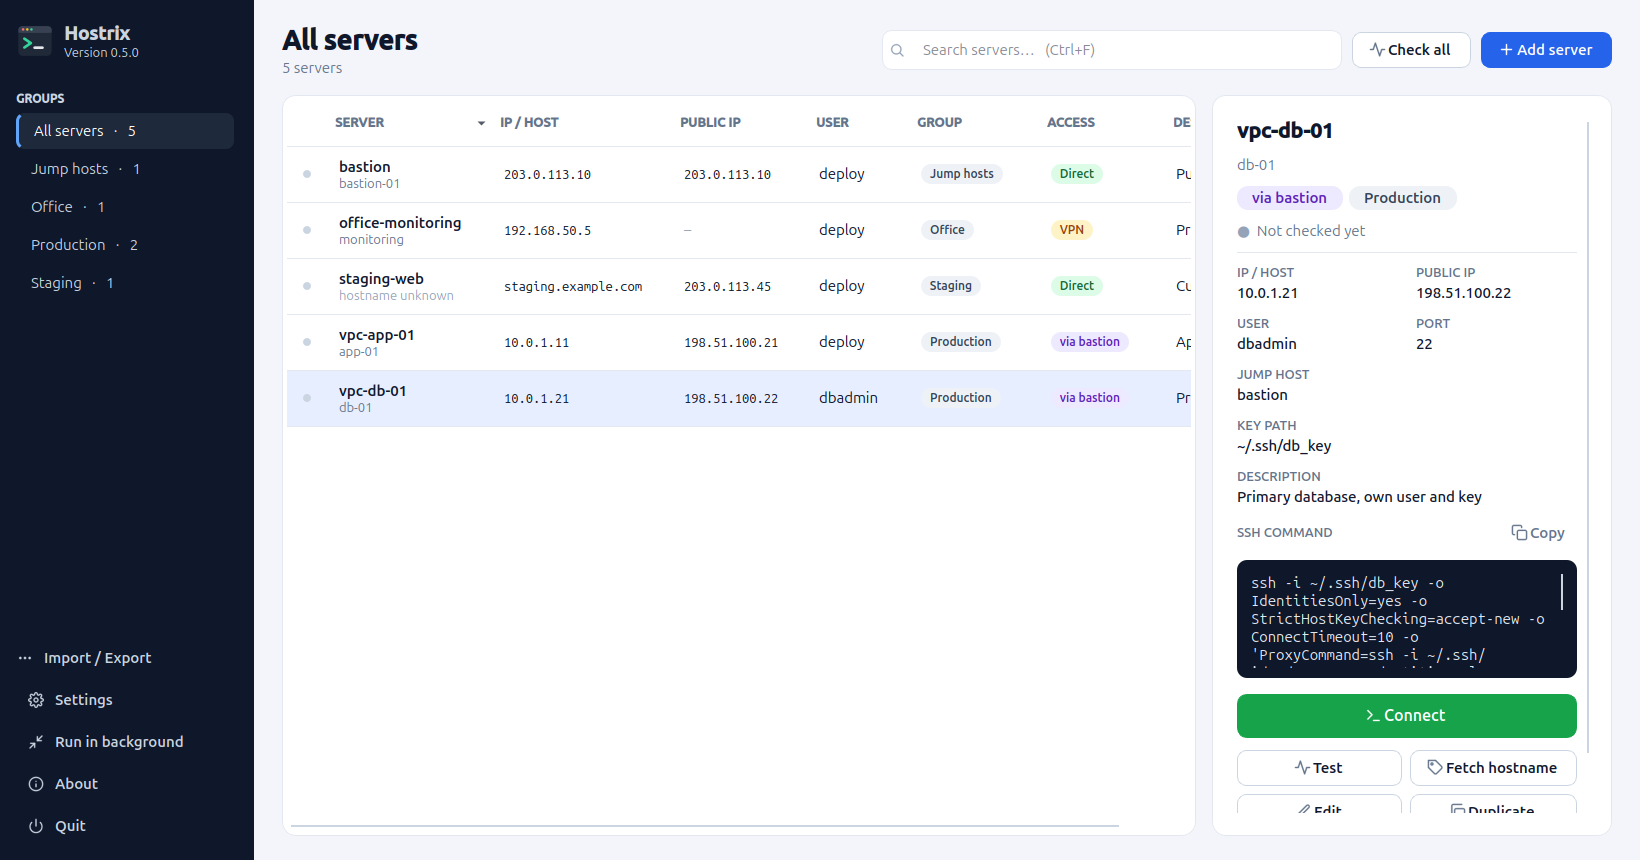 Hostrix
Version 0.5.0
GROUPS
All servers · 5
Jump hosts · 1
Office · 1
Production · 2
Staging · 1
Import / Export
Settings
Run in background
About
Quit
All servers
5 servers
Search servers... (Ctrl+F)
Check all
+ Add server
SERVER IP / HOST PUBLIC IP USER GROUP ACCESS DE
bastion
bastion-01
203.0.113.10 203.0.113.10 deploy Jump hosts Direct Pu
office-monitoring
monitoring
192.168.50.5 – deploy Office VPN Pr
staging-web
hostname unknown
staging.example.com 203.0.113.45 deploy Staging Direct Cu
vpc-app-01
app-01
10.0.1.11 198.51.100.21 deploy Production via bastion Ap
vpc-db-01
db-01
10.0.1.21 198.51.100.22 dbadmin Production via bastion Pr
vpc-db-01
db-01
via bastion Production
Not checked yet
IP / HOST PUBLIC IP
10.0.1.21 198.51.100.22
USER PORT
dbadmin 22
JUMP HOST
bastion
KEY PATH
~/.ssh/db_key
DESCRIPTION
Primary database, own user and key
SSH COMMAND Copy
ssh -i ~/.ssh/db_key -o
IdentitiesOnly=yes -o
StrictHostKeyChecking=accept-new -o
ConnectTimeout=10 -o
'ProxyCommand=ssh -i ~/.ssh/
Connect
Test Fetch hostname
Edit Duplicate